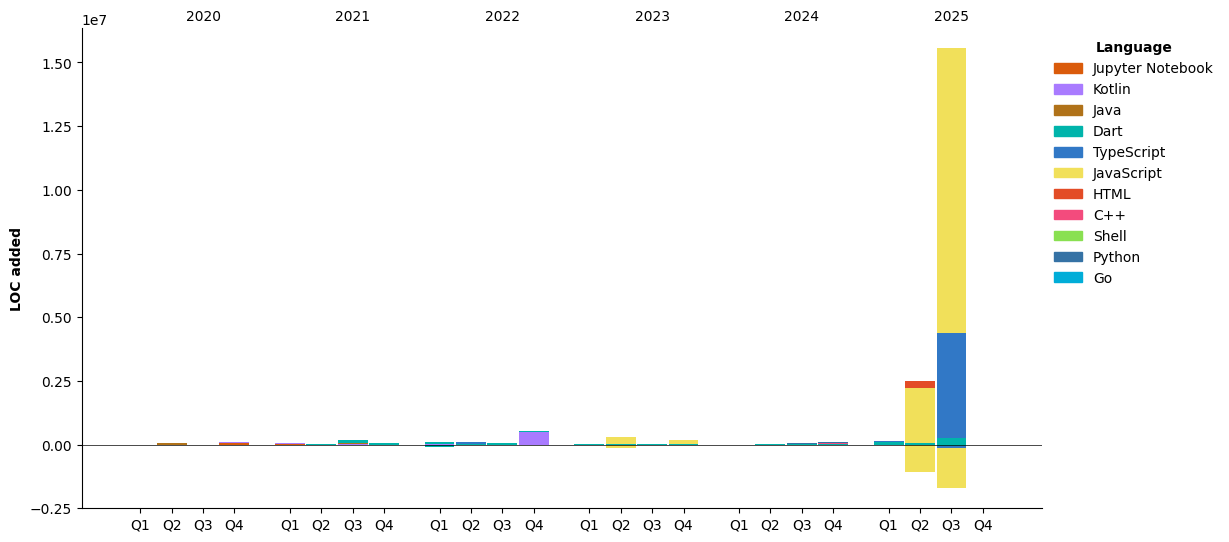 1e7
2020 2021 2022 2023 2024 2025
LOC added
1.50
1.25
1.00
0.75
0.50
0.25
0.00
−0.25
Q1 Q2 Q3 Q4 Q1 Q2 Q3 Q4 Q1 Q2 Q3 Q4 Q1 Q2 Q3 Q4 Q1 Q2 Q3 Q4 Q1 Q2 Q3 Q4
Language
Jupyter Notebook
Kotlin
Java
Dart
TypeScript
JavaScript
HTML
C++
Shell
Python
Go